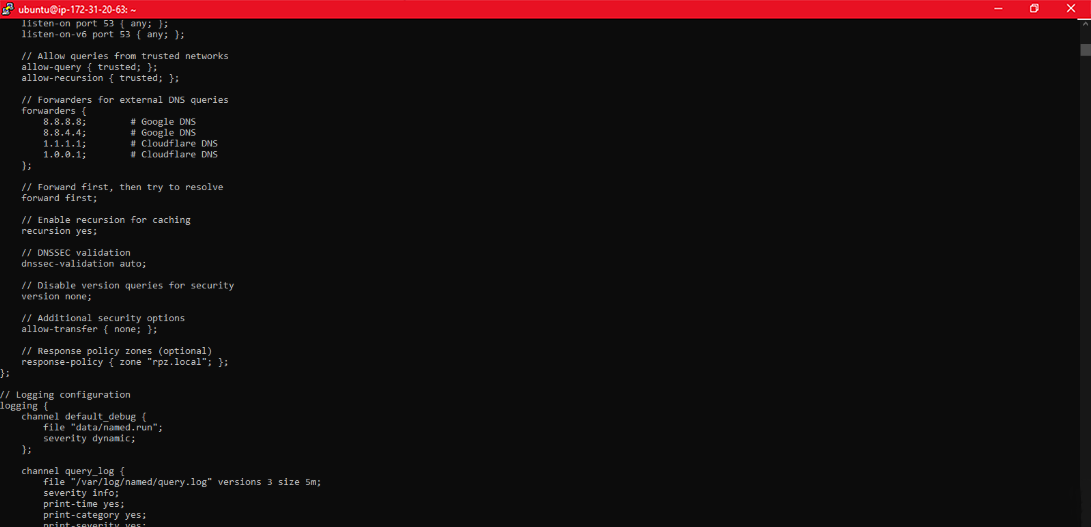 ubuntu@ip-172-31-20-63: ~
    listen-on port 53 { any; };
    listen-on-v6 port 53 { any; };

    // Allow queries from trusted networks
    allow-query { trusted; };
    allow-recursion { trusted; };

    // Forwarders for external DNS queries
    forwarders {
        8.8.8.8;        # Google DNS
        8.8.4.4;        # Google DNS
        1.1.1.1;        # Cloudflare DNS
        1.0.0.1;        # Cloudflare DNS
    };

    // Forward first, then try to resolve
    forward first;

    // Enable recursion for caching
    recursion yes;

    // DNSSEC validation
    dnssec-validation auto;

    // Disable version queries for security
    version none;

    // Additional security options
    allow-transfer { none; };

    // Response policy zones (optional)
    response-policy { zone "rpz.local"; };
};

// Logging configuration
logging {
    channel default_debug {
        file "data/named.run";
        severity dynamic;
    };

    channel query_log {
        file "/var/log/named/query.log" versions 3 size 5m;
        severity info;
        print-time yes;
        print-category yes;
        print-severity yes;